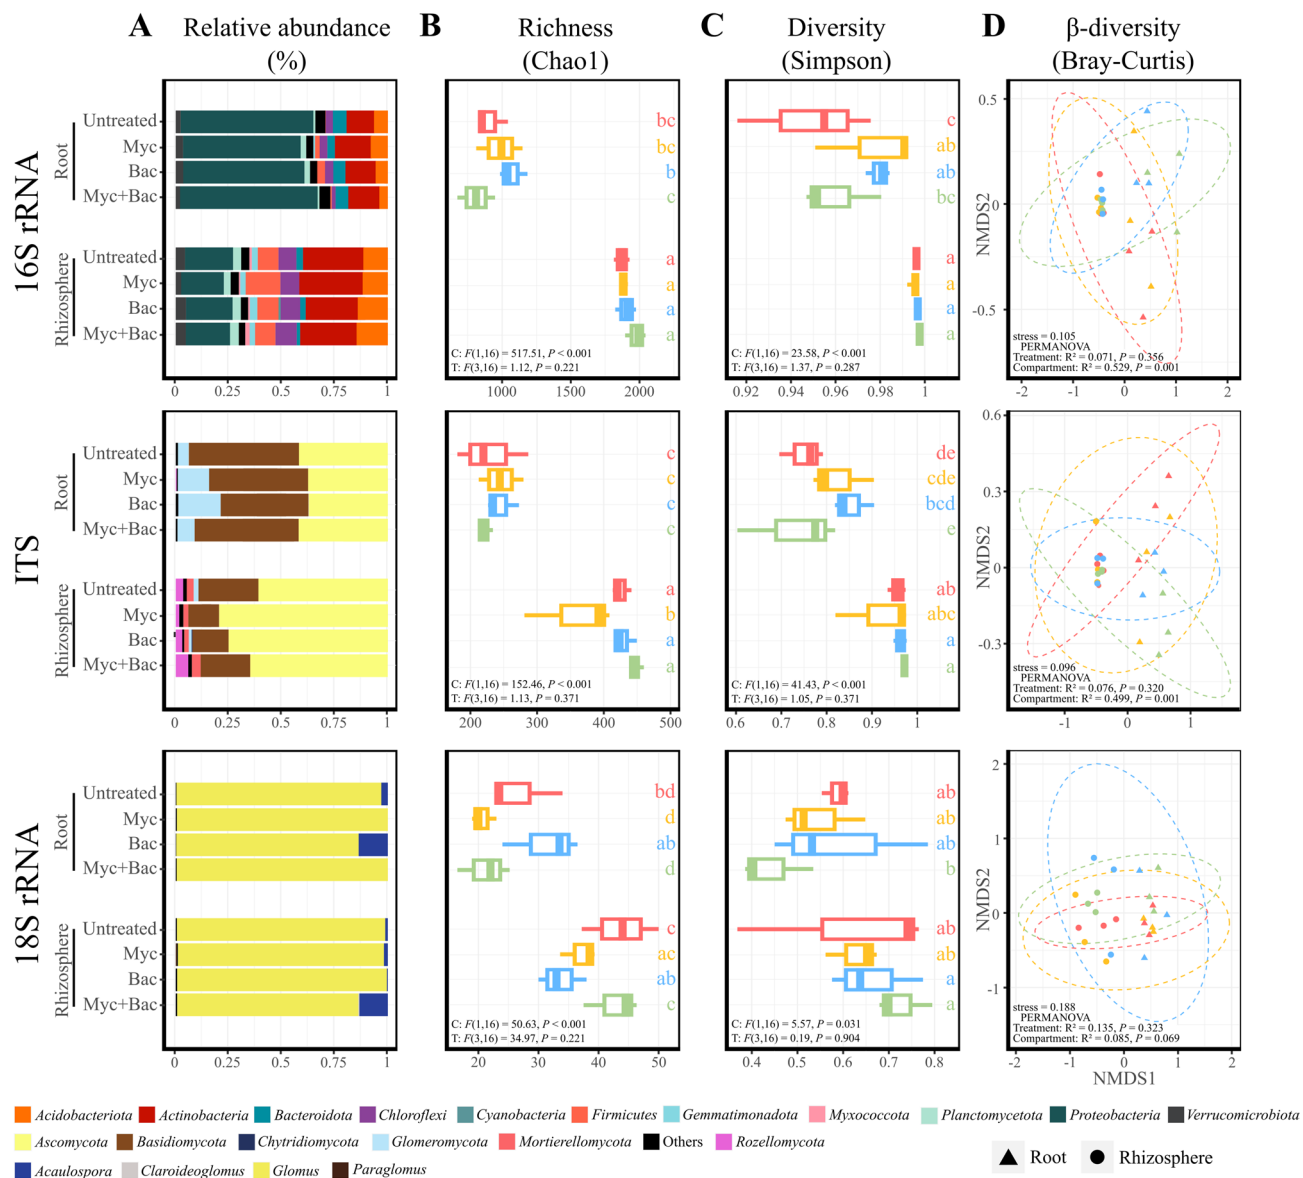 A Relative abundance (%)
B Richness (Chao1)
C Diversity (Simpson)
D β-diversity (Bray-Curtis)
16S rRNA
Root
Untreated
Myc
Bac
Myc+Bac
Rhizosphere
Untreated
Myc
Bac
Myc+Bac
0 0.25 0.5 0.75 1
bc
bc
b
c
a
a
a
a
C: F(1,16) = 517.51, P < 0.001
T: F(3,16) = 1.12, P = 0.221
1000 1500 2000
c
ab
ab
bc
a
a
a
a
C: F(1,16) = 23.58, P < 0.001
T: F(3,16) = 1.37, P = 0.287
0.92 0.94 0.96 0.98 1
NMDS2
0.5
0
-0.5
stress = 0.105
PERMANOVA
Treatment: R² = 0.071, P = 0.356
Compartment: R² = 0.529, P = 0.001
-2 -1 0 1 2
ITS
Root
Untreated
Myc
Bac
Myc+Bac
Rhizosphere
Untreated
Myc
Bac
Myc+Bac
0 0.25 0.5 0.75 1
c
c
c
c
a
b
a
a
C: F(1,16) = 152.46, P < 0.001
T: F(3,16) = 1.13, P = 0.371
200 300 400 500
de
cde
bcd
e
ab
abc
a
a
C: F(1,16) = 41.43, P < 0.001
T: F(3,16) = 1.05, P = 0.371
0.6 0.7 0.8 0.9 1
NMDS2
0.6
0.3
0
-0.3
stress = 0.096
PERMANOVA
Treatment: R² = 0.076, P = 0.320
Compartment: R² = 0.499, P = 0.001
-1 0 1
18S rRNA
Root
Untreated
Myc
Bac
Myc+Bac
Rhizosphere
Untreated
Myc
Bac
Myc+Bac
0 0.25 0.5 0.75 1
bd
d
ab
d
c
ac
ab
c
C: F(1,16) = 50.63, P < 0.001
T: F(3,16) = 34.97, P = 0.221
20 30 40 50
ab
ab
ab
b
ab
ab
a
a
C: F(1,16) = 5.57, P = 0.031
T: F(3,16) = 0.19, P = 0.904
0.4 0.5 0.6 0.7 0.8
NMDS2
2
1
0
-1
stress = 0.188
PERMANOVA
Treatment: R² = 0.135, P = 0.323
Compartment: R² = 0.085, P = 0.069
-2 -1 0 1 2
NMDS1
Acidobacteriota Actinobacteria Bacteroidota Chloroflexi Cyanobacteria Firmicutes Gemmatimonadota Myxococcota Planctomycetota Proteobacteria Verrucomicrobiota
Ascomycota Basidiomycota Chytridiomycota Glomeromycota Mortierellomycota Others Rozellomycota
Acaulospora Claroideoglomus Glomus Paraglomus
Root Rhizosphere